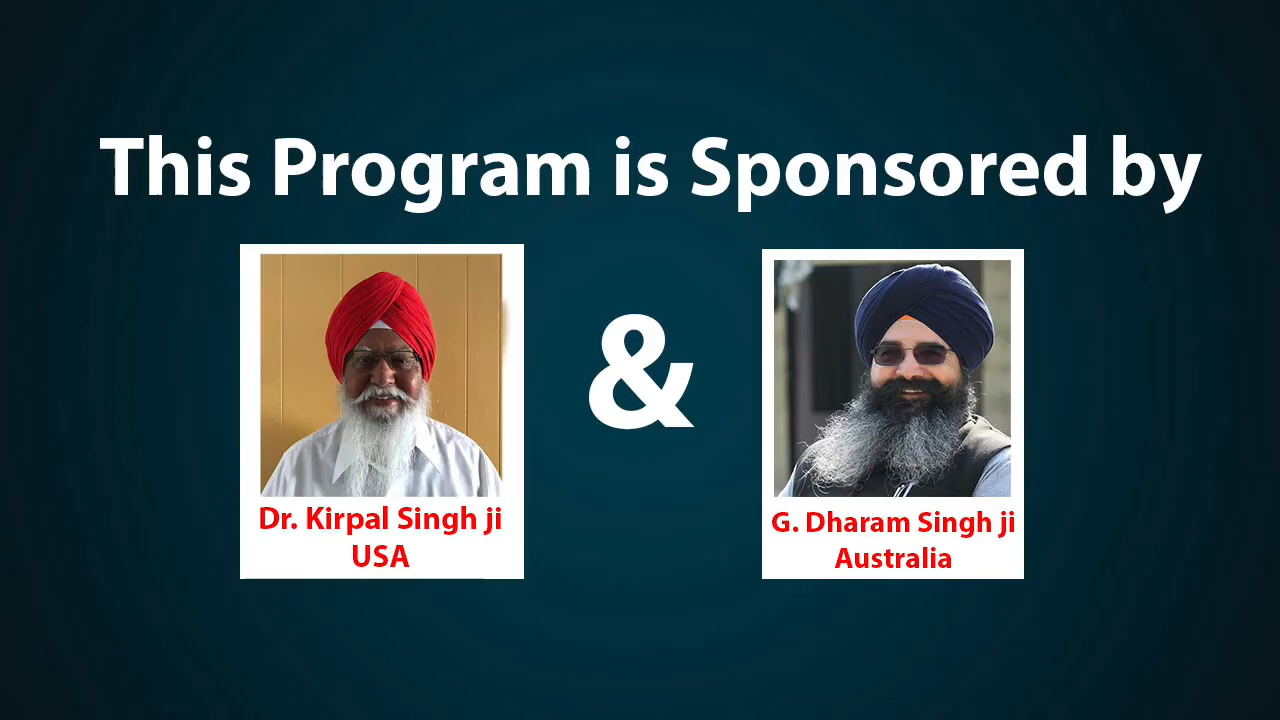 This Program is Sponsored by
&
Dr. Kirpal Singh ji
USA
G. Dharam Singh ji
Australia